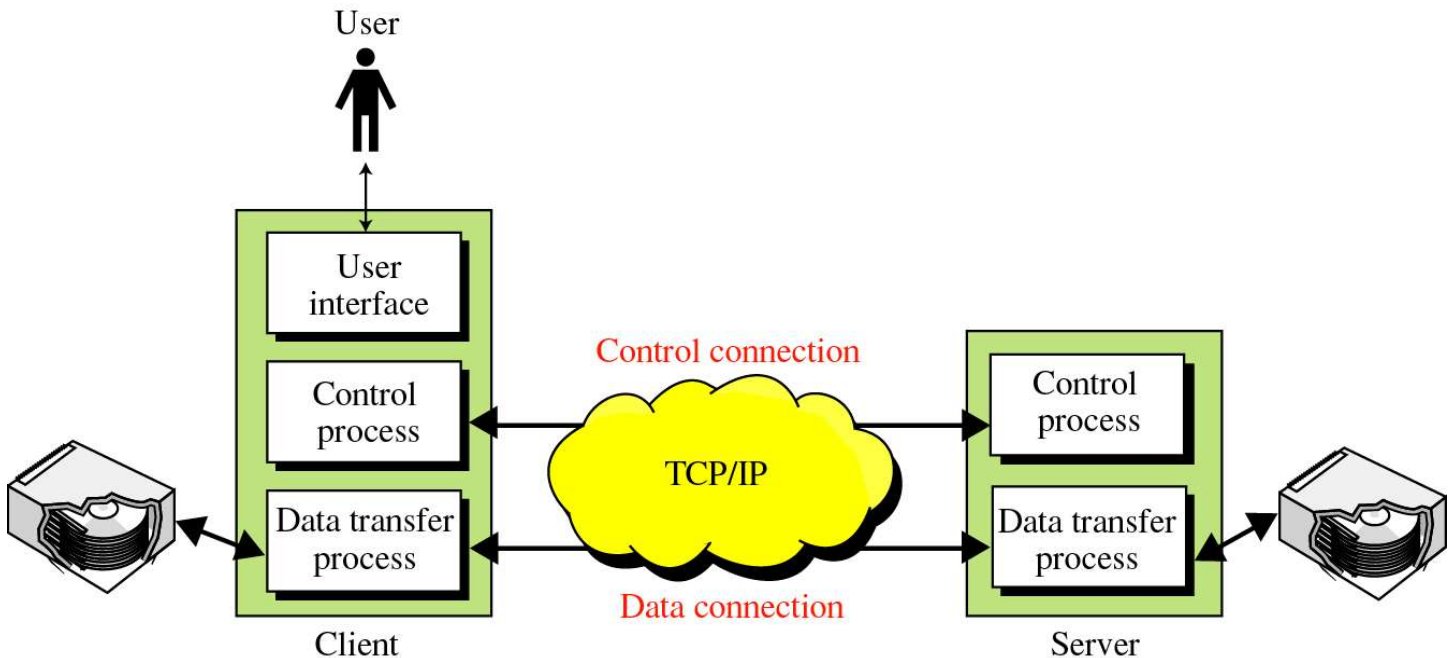 User
User
interface
Control connection
Control
process
Control
process
TCP/IP
Data transfer
process
Data transfer
process
Data connection
Client
Server